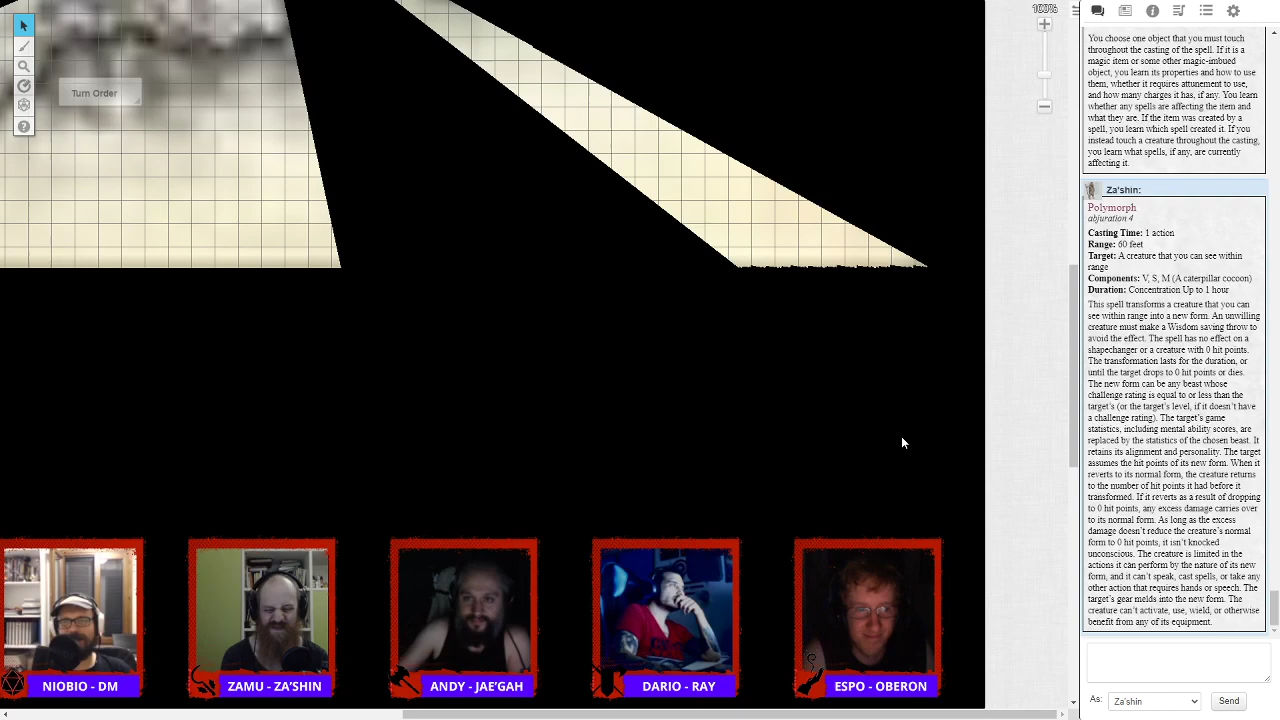 100%
Turn Order
You choose one object that you must touch
throughout the casting of the spell. If it is a
magic item or some other magic-imbued
object, you learn its properties and how to use
them, whether it requires attunement to use,
and how many charges it has, if any. You learn
whether any spells are affecting the item and
what they are. If the item was created by a
spell, you learn which spell created it. If you
instead touch a creature throughout the casting,
you learn what spells, if any, are currently
affecting it.
Za'shin:
Polymorph
abjuration 4
Casting Time: 1 action
Range: 60 feet
Target: A creature that you can see within
range
Components: V, S, M (A caterpillar cocoon)
Duration: Concentration Up to 1 hour
This spell transforms a creature that you can
see within range into a new form. An unwilling
creature must make a Wisdom saving throw to
avoid the effect. The spell has no effect on a
shapechanger or a creature with 0 hit points.
The transformation lasts for the duration, or
until the target drops to 0 hit points or dies.
The new form can be any beast whose
challenge rating is equal to or less than the
target's (or the target's level, if it doesn't have
a challenge rating). The target's game
statistics, including mental ability scores, are
replaced by the statistics of the chosen beast. It
retains its alignment and personality. The target
assumes the hit points of its new form. When it
reverts to its normal form, the creature returns
to the number of hit points it had before it
transformed. If it reverts as a result of dropping
to 0 hit points, any excess damage carries over
to its normal form. As long as the excess
damage doesn't reduce the creature's normal
form to 0 hit points, it isn't knocked
unconscious. The creature is limited in the
actions it can perform by the nature of its new
form, and it can't speak, cast spells, or take any
other action that requires hands or speech. The
target's gear melds into the new form. The
creature can't activate, use, wield, or otherwise
benefit from any of its equipment.
As:
Za'shin
Send
NIOBIO - DM
ZAMU - ZA'SHIN
ANDY - JAE'GAH
DARIO - RAY
ESPO - OBERON